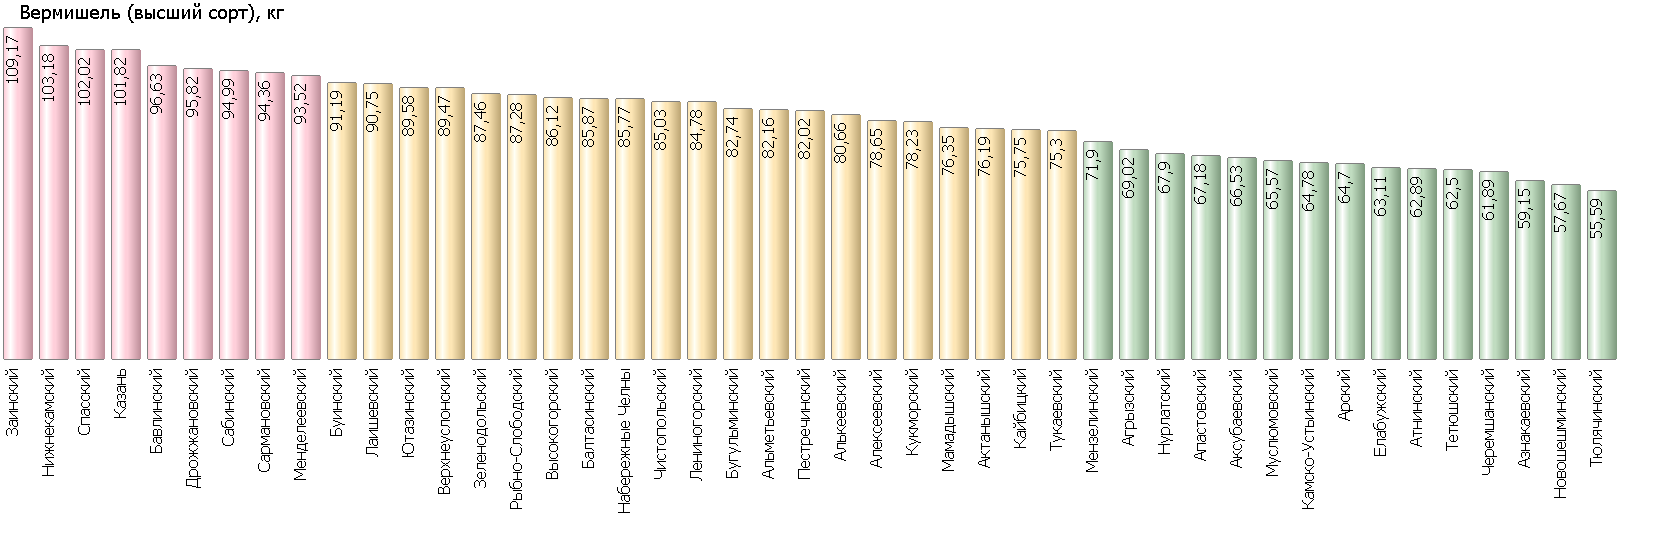 Вермишель (высший сорт), кг
109,17
103,18
102,02
101,82
96,63
95,82
94,99
94,36
93,52
91,19
90,75
89,58
89,47
87,46
87,28
86,12
85,87
85,77
85,03
84,78
82,74
82,16
82,02
80,66
78,65
78,23
76,35
76,19
75,75
75,3
71,9
69,02
67,9
67,18
66,53
65,57
64,78
64,7
63,11
62,89
62,5
61,89
59,15
57,67
55,59
Заинский
Нижнекамский
Спасский
Казань
Бавлинский
Дрожжановский
Сабинский
Сармановский
Менделеевский
Буинский
Лаишевский
Ютазинский
Верхнеуслонский
Зеленодольский
Рыбно-Слободский
Высокогорский
Балтасинский
Набережные Челны
Чистопольский
Лениногорский
Бугульминский
Альметьевский
Пестречинский
Алькеевский
Алексеевский
Кукморский
Мамадышский
Актанышский
Кайбицкий
Тукаевский
Мензелинский
Агрызский
Нурлатский
Апастовский
Аксубаевский
Муслюмовский
Камско-Устьинский
Арский
Елабужский
Атнинский
Тетюшский
Черемшанский
Азнакаевский
Новошешминский
Тюлячинский